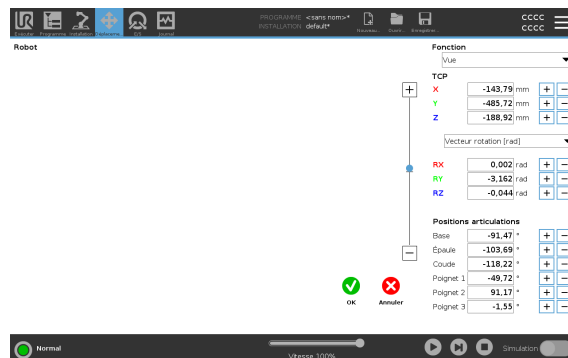 PROGRAMME <sans nom>*
INSTALLATION default*
Exécuter Programme Installation Déplaceme... E/S Journal
Nouveau... Ouvrir... Enregistrer...
CCCC
CCCC
Robot
Fonction
Vue
TCP
X -143,79 mm + −
Y -485,72 mm + −
Z -188,92 mm + −
Vecteur rotation [rad]
RX 0,002 rad + −
RY -3,162 rad + −
RZ -0,044 rad + −
Positions articulations
Base -91,47 ° + −
Épaule -103,69 ° + −
Coude -118,22 ° + −
Poignet 1 -49,72 ° + −
Poignet 2 91,17 ° + −
Poignet 3 -1,55 ° + −
+
−
OK Annuler
Normal
Vitesse 100%
Simulation